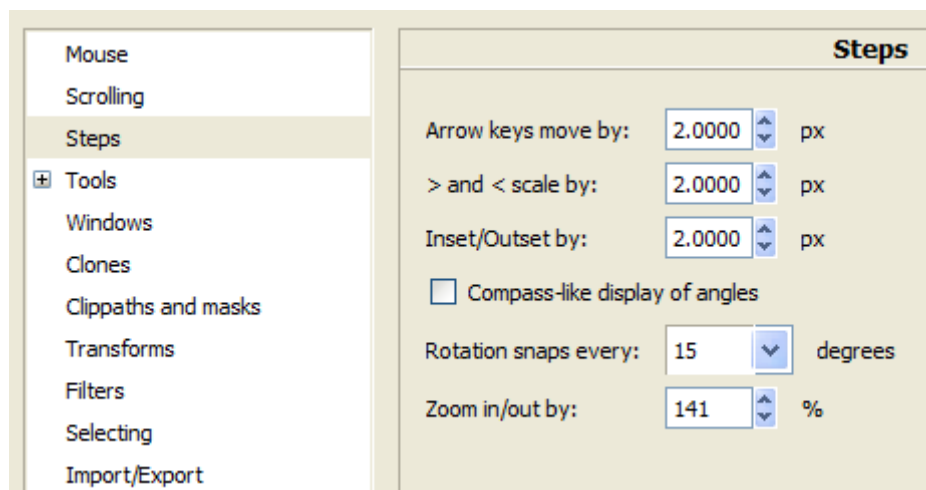 Mouse
Scrolling
Steps
Tools
Windows
Clones
Clippaths and masks
Transforms
Filters
Selecting
Import/Export
Steps
Arrow keys move by: 2.0000 px
> and < scale by: 2.0000 px
Inset/Outset by: 2.0000 px
Compass-like display of angles
Rotation snaps every: 15 degrees
Zoom in/out by: 141 %